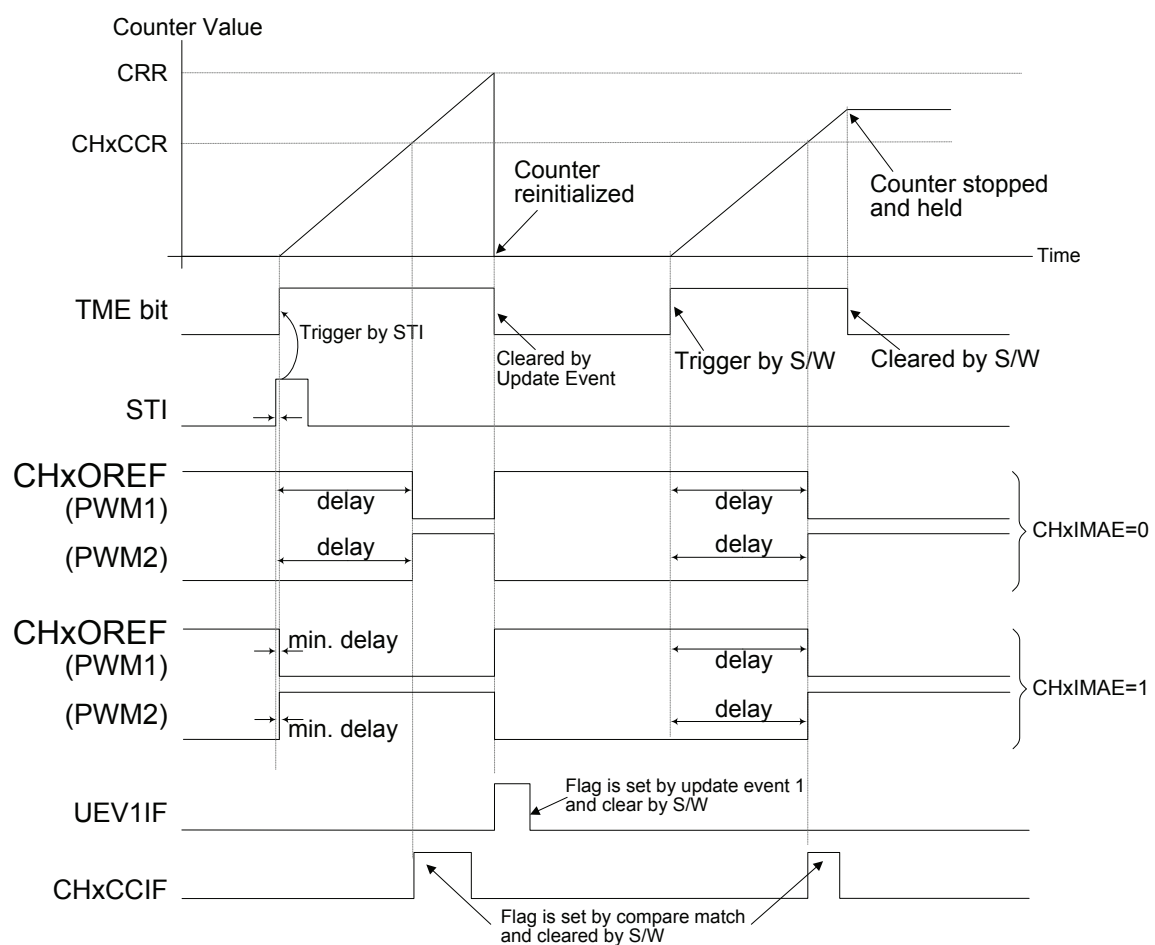 Counter Value
CRR
CHxCCR
Counter
reinitialized
Counter stopped
and held
Time
TME bit
Trigger by STI
Cleared by
Update Event
Trigger by S/W
Cleared by S/W
STI
CHxOREF
(PWM1)
delay
delay
(PWM2)
delay
delay
CHxIMAE=0
CHxOREF
(PWM1)
min. delay
delay
(PWM2)
min. delay
delay
CHxIMAE=1
UEV1IF
Flag is set by update event 1
and clear by S/W
CHxCCIF
Flag is set by compare match
and cleared by S/W